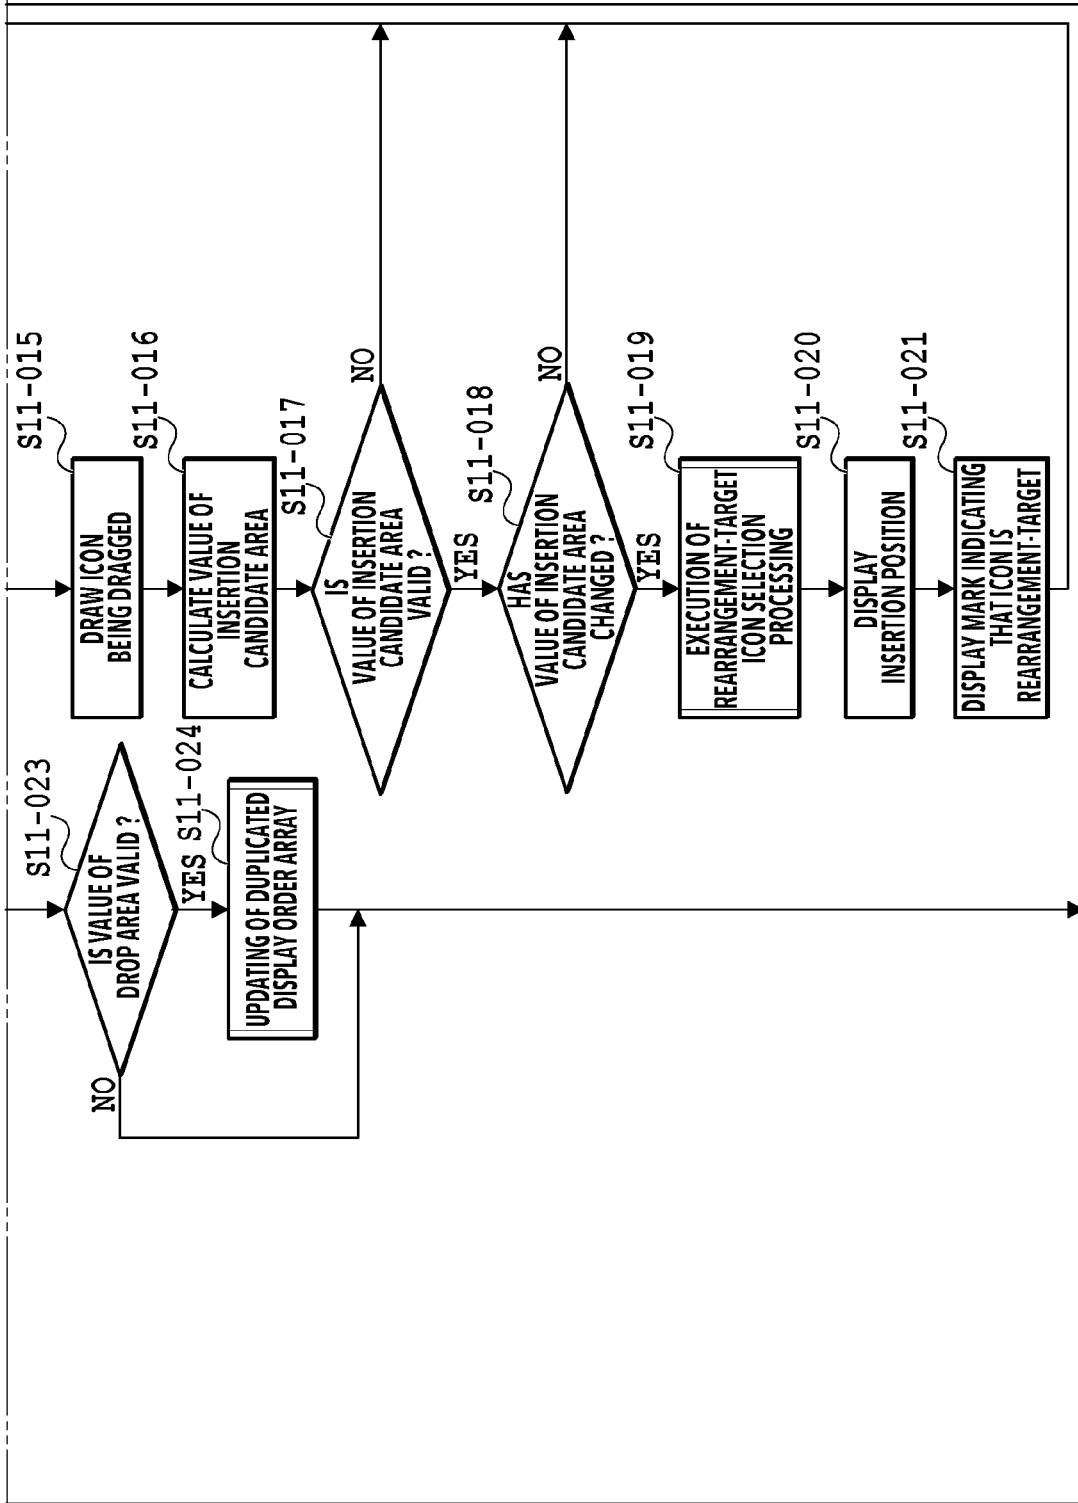 S11-015
DRAW ICON
BEING DRAGGED
S11-016
CALCULATE VALUE OF
INSERTION
CANDIDATE AREA
S11-017
IS
VALUE OF INSERTION
CANDIDATE AREA
VALID ?
NO
YES
S11-018
HAS
VALUE OF INSERTION
CANDIDATE AREA
CHANGED ?
NO
YES
S11-019
EXECUTION OF
REARRANGEMENT-TARGET
ICON SELECTION
PROCESSING
S11-020
DISPLAY
INSERTION POSITION
S11-021
DISPLAY MARK INDICATING
THAT ICON IS
REARRANGEMENT-TARGET
S11-023
IS VALUE OF
DROP AREA VALID ?
NO
YES
S11-024
UPDATING OF DUPLICATED
DISPLAY ORDER ARRAY